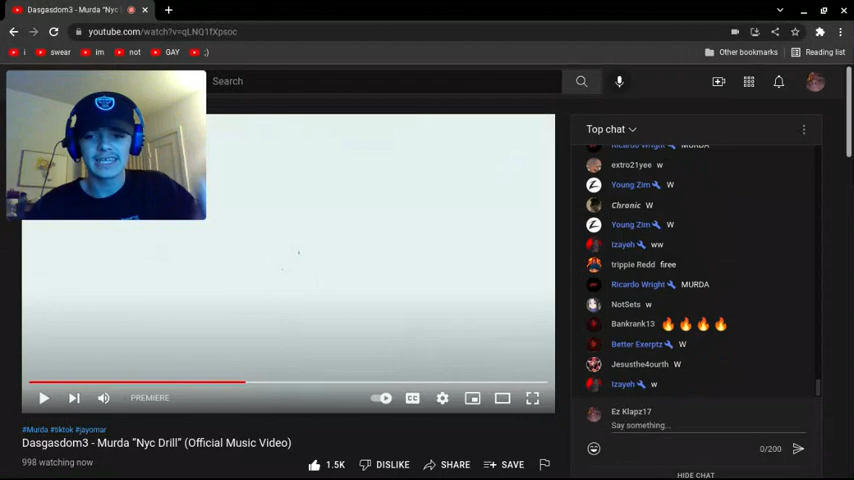 Dasgasdom3 - Murda "Nyc
youtube.com/watch?v=qLNQ1fXpsoc
i swear im not GAY ;) Other bookmarks Reading list
Search
Top chat
Ricardo Wright MURDA
extro21yee w
Young Zim W
Chronic W
Young Zim W
Izayeh ww
trippie Redd firee
Ricardo Wright MURDA
NotSets w
Bankrank13 🔥🔥🔥🔥
Better Exerptz W
Jesusthe4ourth W
Izayeh w
PREMIERE
CC
Ez Klapz17
Say something...
0/200
#Murda #tiktok #jayomar
Dasgasdom3 - Murda “Nyc Drill” (Official Music Video)
998 watching now
1.5K DISLIKE SHARE SAVE
HIDE CHAT